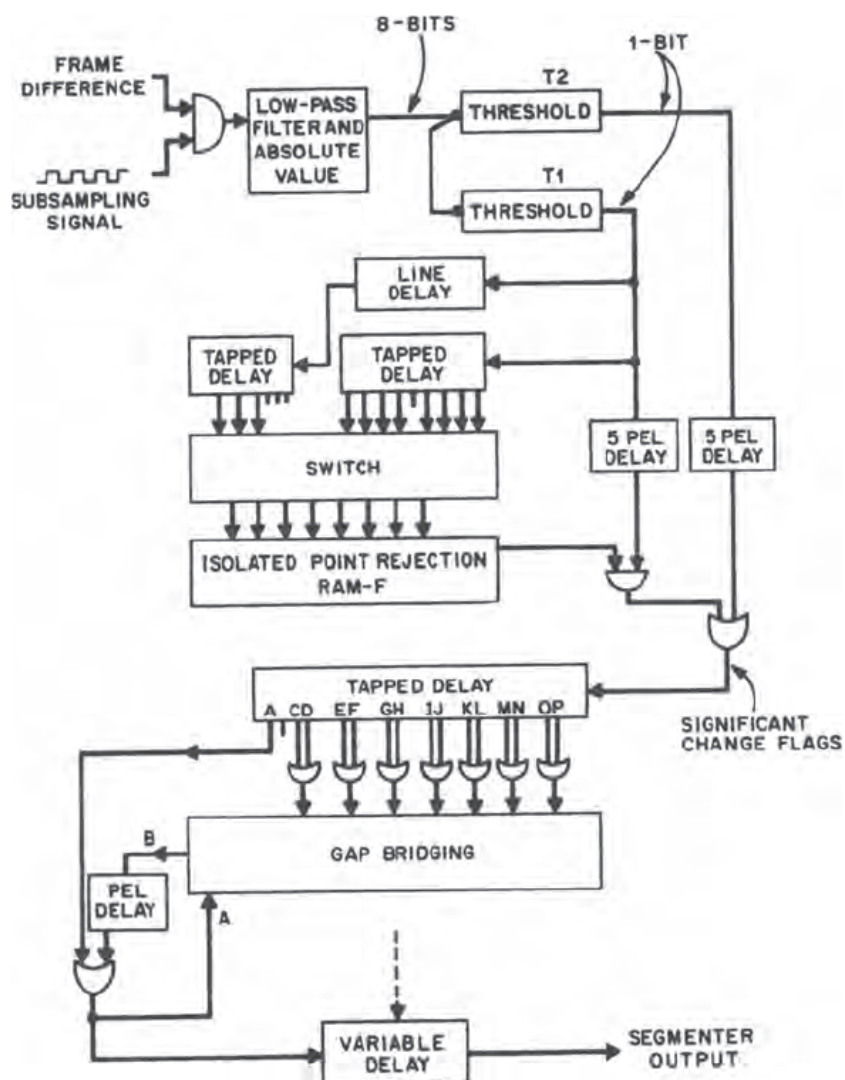 8-BITS
1-BIT
FRAME
DIFFERENCE
T2
LOW-PASS
FILTER AND
ABSOLUTE
VALUE
THRESHOLD
SUBSAMPLING
SIGNAL
T1
THRESHOLD
LINE
DELAY
TAPPED
DELAY
TAPPED
DELAY
5 PEL
DELAY
5 PEL
DELAY
SWITCH
ISOLATED POINT REJECTION
RAM-F
TAPPED DELAY
A CD EF GH IJ KL MN OP
SIGNIFICANT
CHANGE FLAGS
B
GAP BRIDGING
PEL
DELAY
A
VARIABLE
DELAY
SEGMENTER
OUTPUT